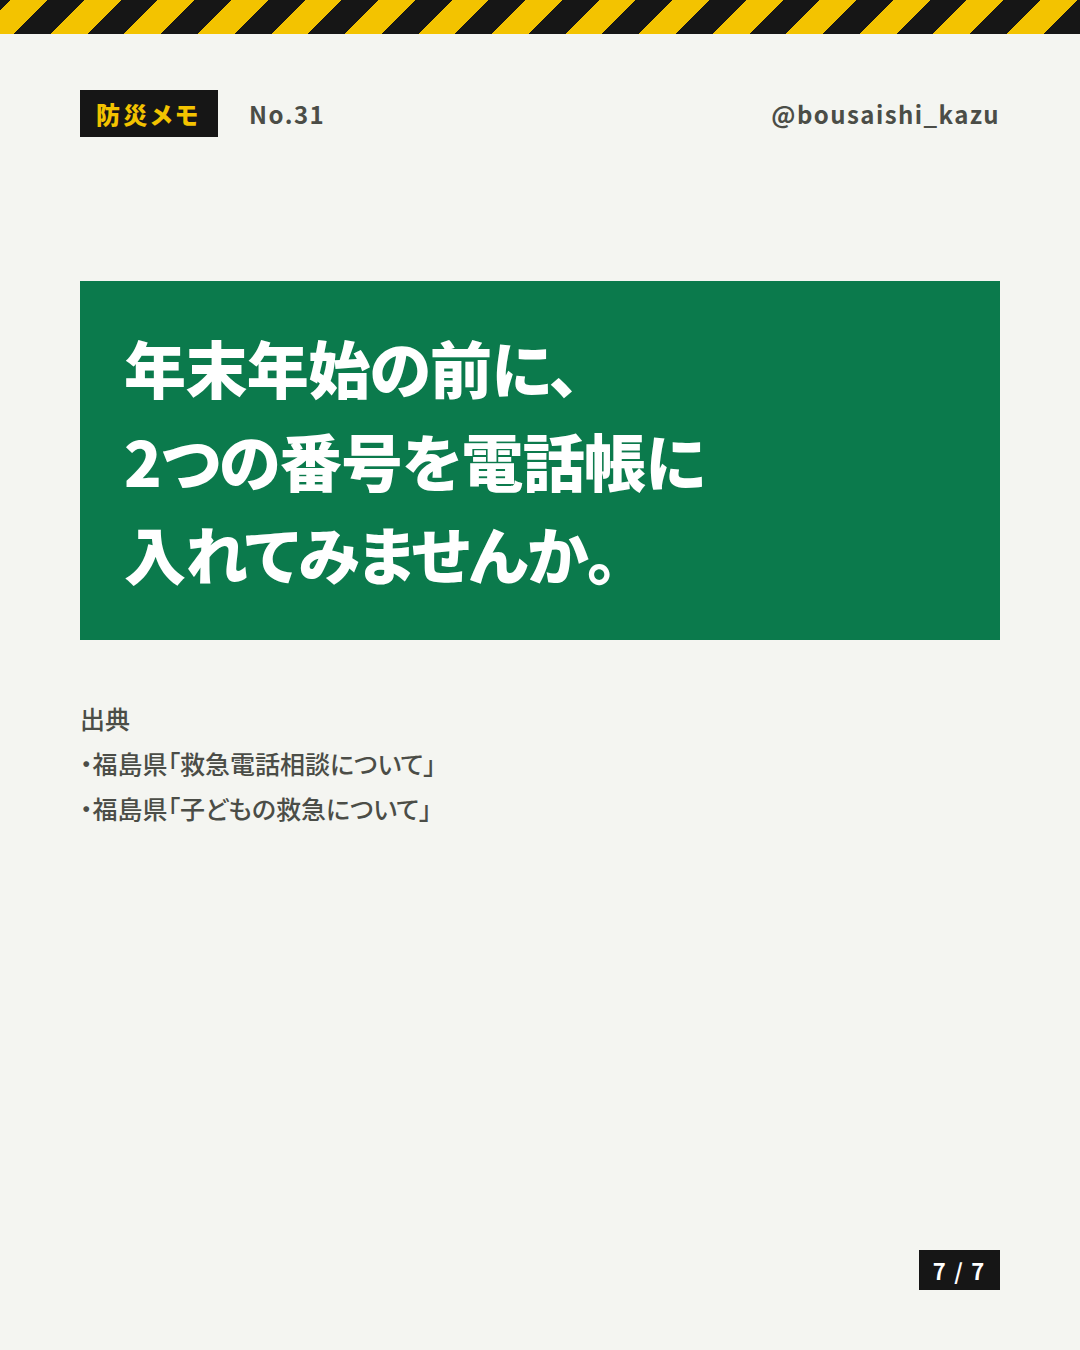 防災メモ No.31 @bousaishi_kazu
年末年始の前に、
2つの番号を電話帳に
入れてみませんか。
出典
・福島県「救急電話相談について」
・福島県「子どもの救急について」
7 / 7